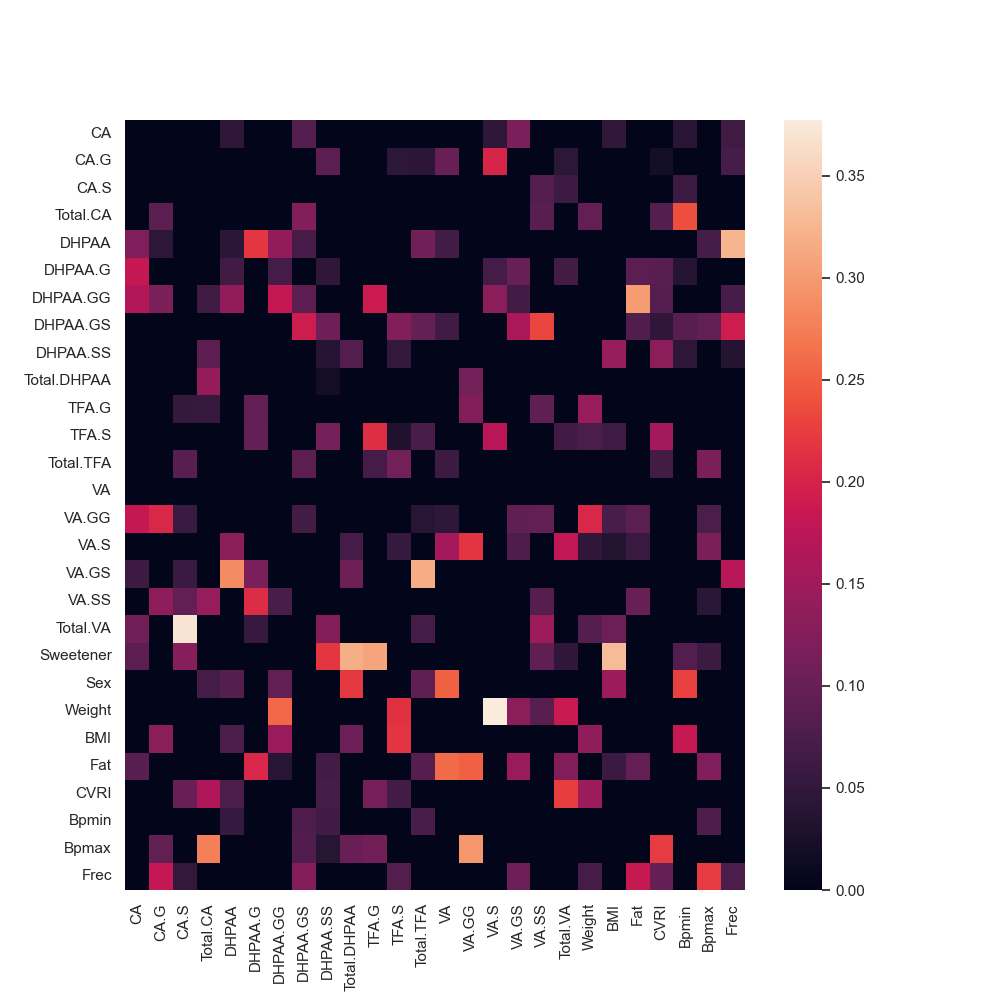 CA
CA.G
CA.S
Total.CA
DHPAA
DHPAA.G
DHPAA.GG
DHPAA.GS
DHPAA.SS
Total.DHPAA
TFA.G
TFA.S
Total.TFA
VA
VA.GG
VA.S
VA.GS
VA.SS
Total.VA
Sweetener
Sex
Weight
BMI
Fat
CVRI
Bpmin
Bpmax
Frec
CA
CA.G
CA.S
Total.CA
DHPAA
DHPAA.G
DHPAA.GG
DHPAA.GS
DHPAA.SS
Total.DHPAA
TFA.G
TFA.S
Total.TFA
VA
VA.GG
VA.S
VA.GS
VA.SS
Total.VA
Weight
BMI
Fat
CVRI
Bpmin
Bpmax
Frec
0.35
0.30
0.25
0.20
0.15
0.10
0.05
0.00